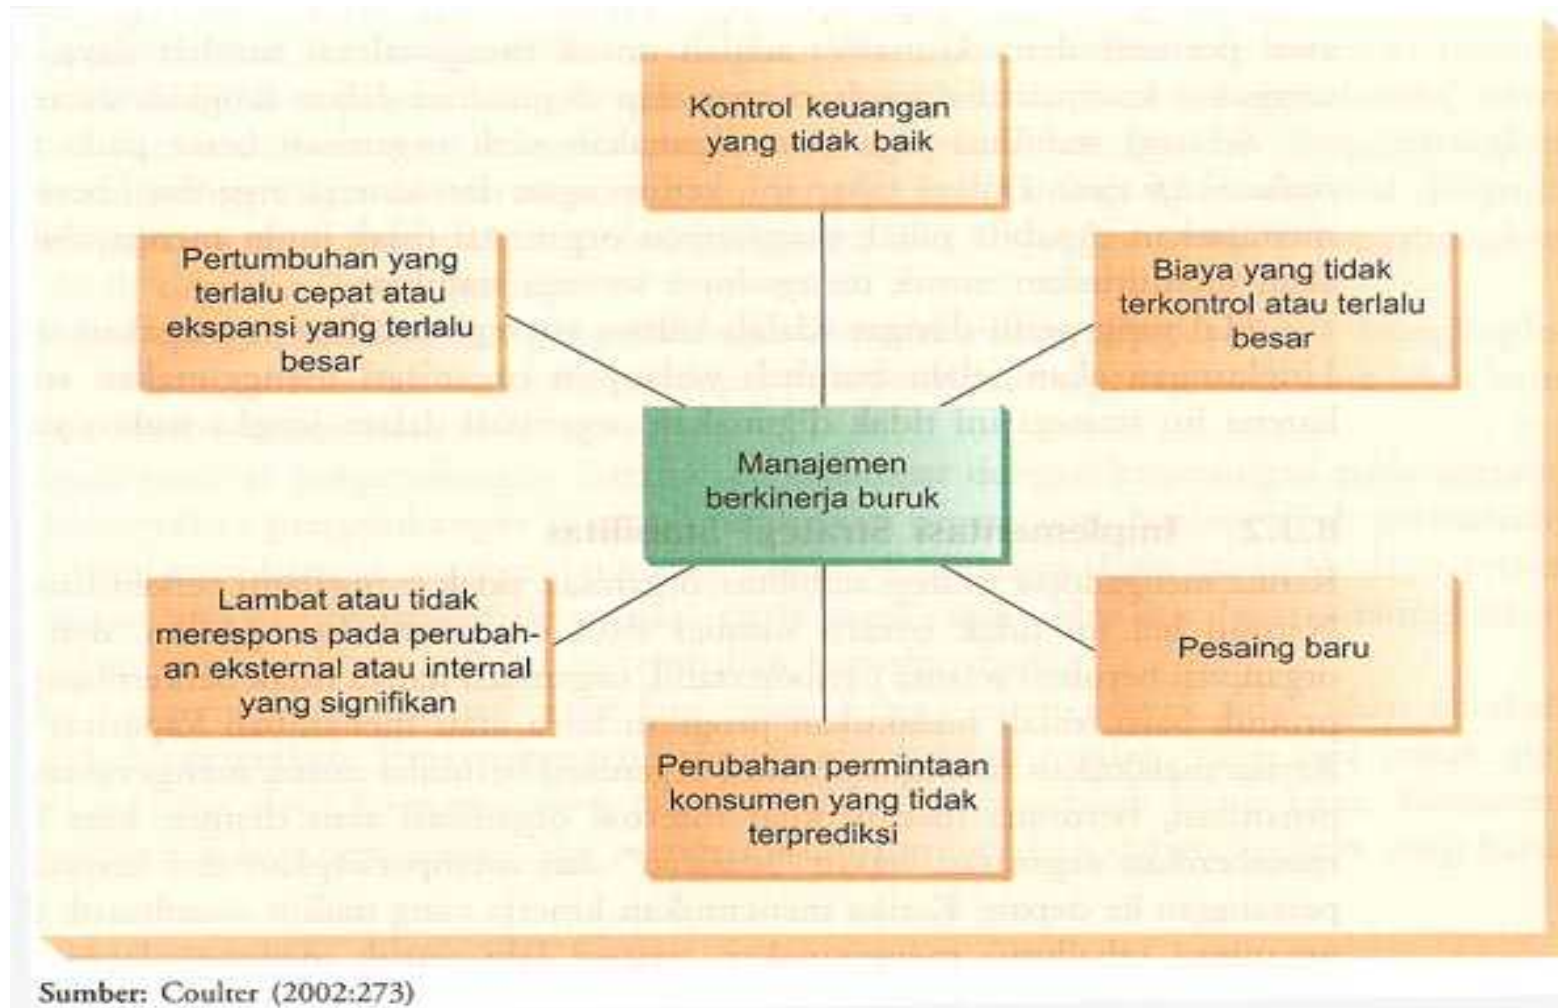 Kontrol keuangan
yang tidak baik
Pertumbuhan yang
terlalu cepat atau
ekspansi yang terlalu
besar
Biaya yang tidak
terkontrol atau terlalu
besar
Manajemen
berkinerja buruk
Lambat atau tidak
merespons pada perubah-
an eksternal atau internal
yang signifikan
Pesaing baru
Perubahan permintaan
konsumen yang tidak
terprediksi
Sumber: Coulter (2002:273)